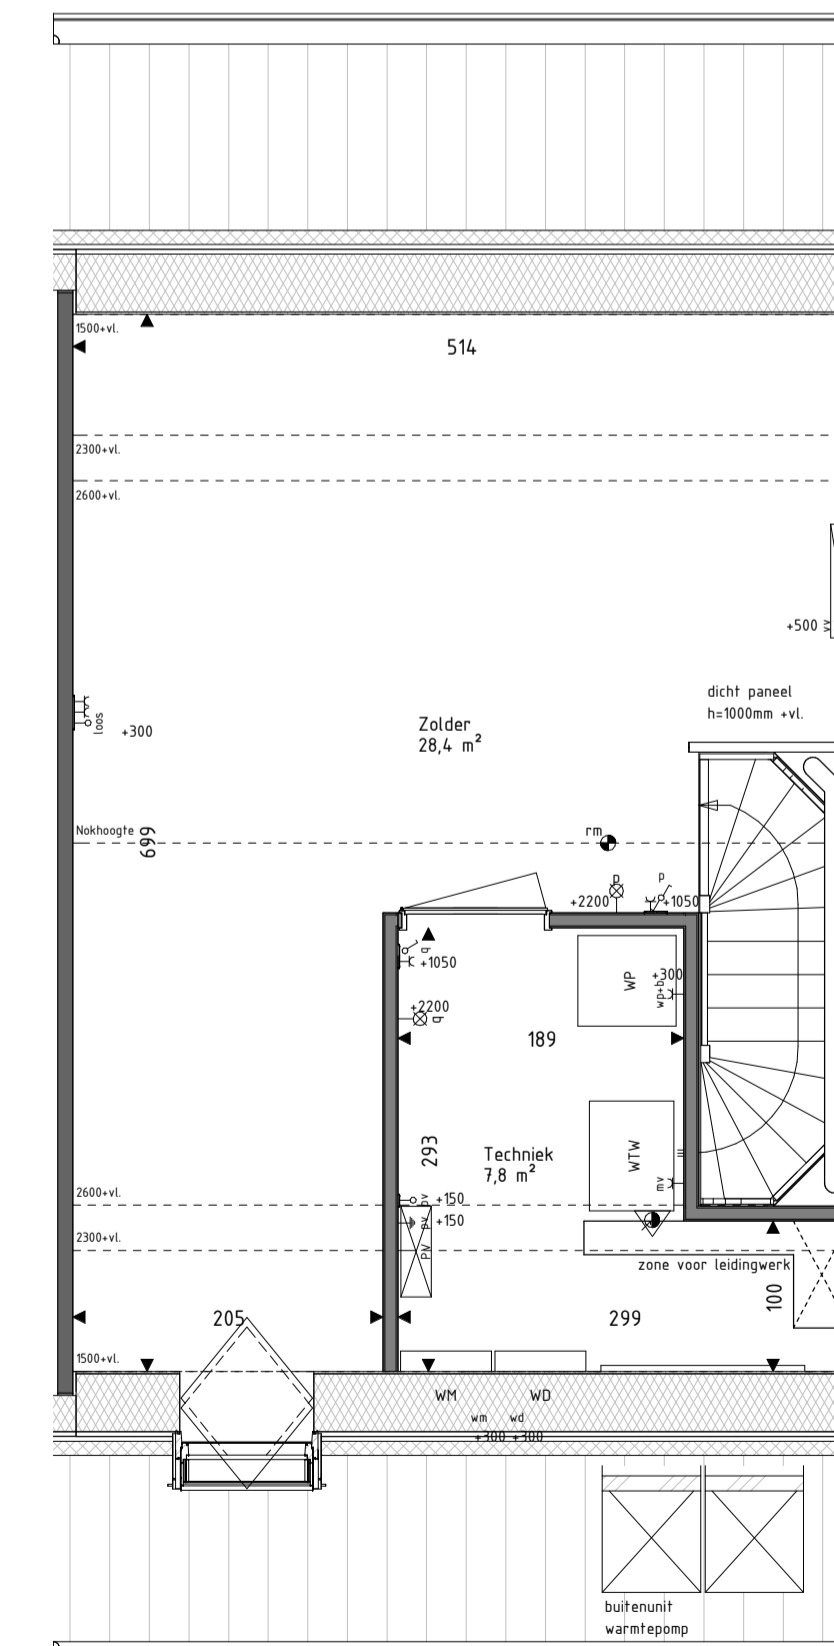 1500+vl.
514
2300+vl.
2600+vl.
+500 vv
dicht paneel
h=1000mm +vl.
loos
+300
Zolder
28,4 m²
Nokhoogte
699
rm
p
p
+2200
+1050
q
+1050
WP
+300
wp+b
+2200
q
189
293
Techniek
7,8 m²
WTW
mv
2600+vl.
pv +150
pv +150
2300+vl.
PV
zone voor leidingwerk
100
205
299
1500+vl.
WM
WD
wm
wd
+300 +300
buitenunit
warmtepomp